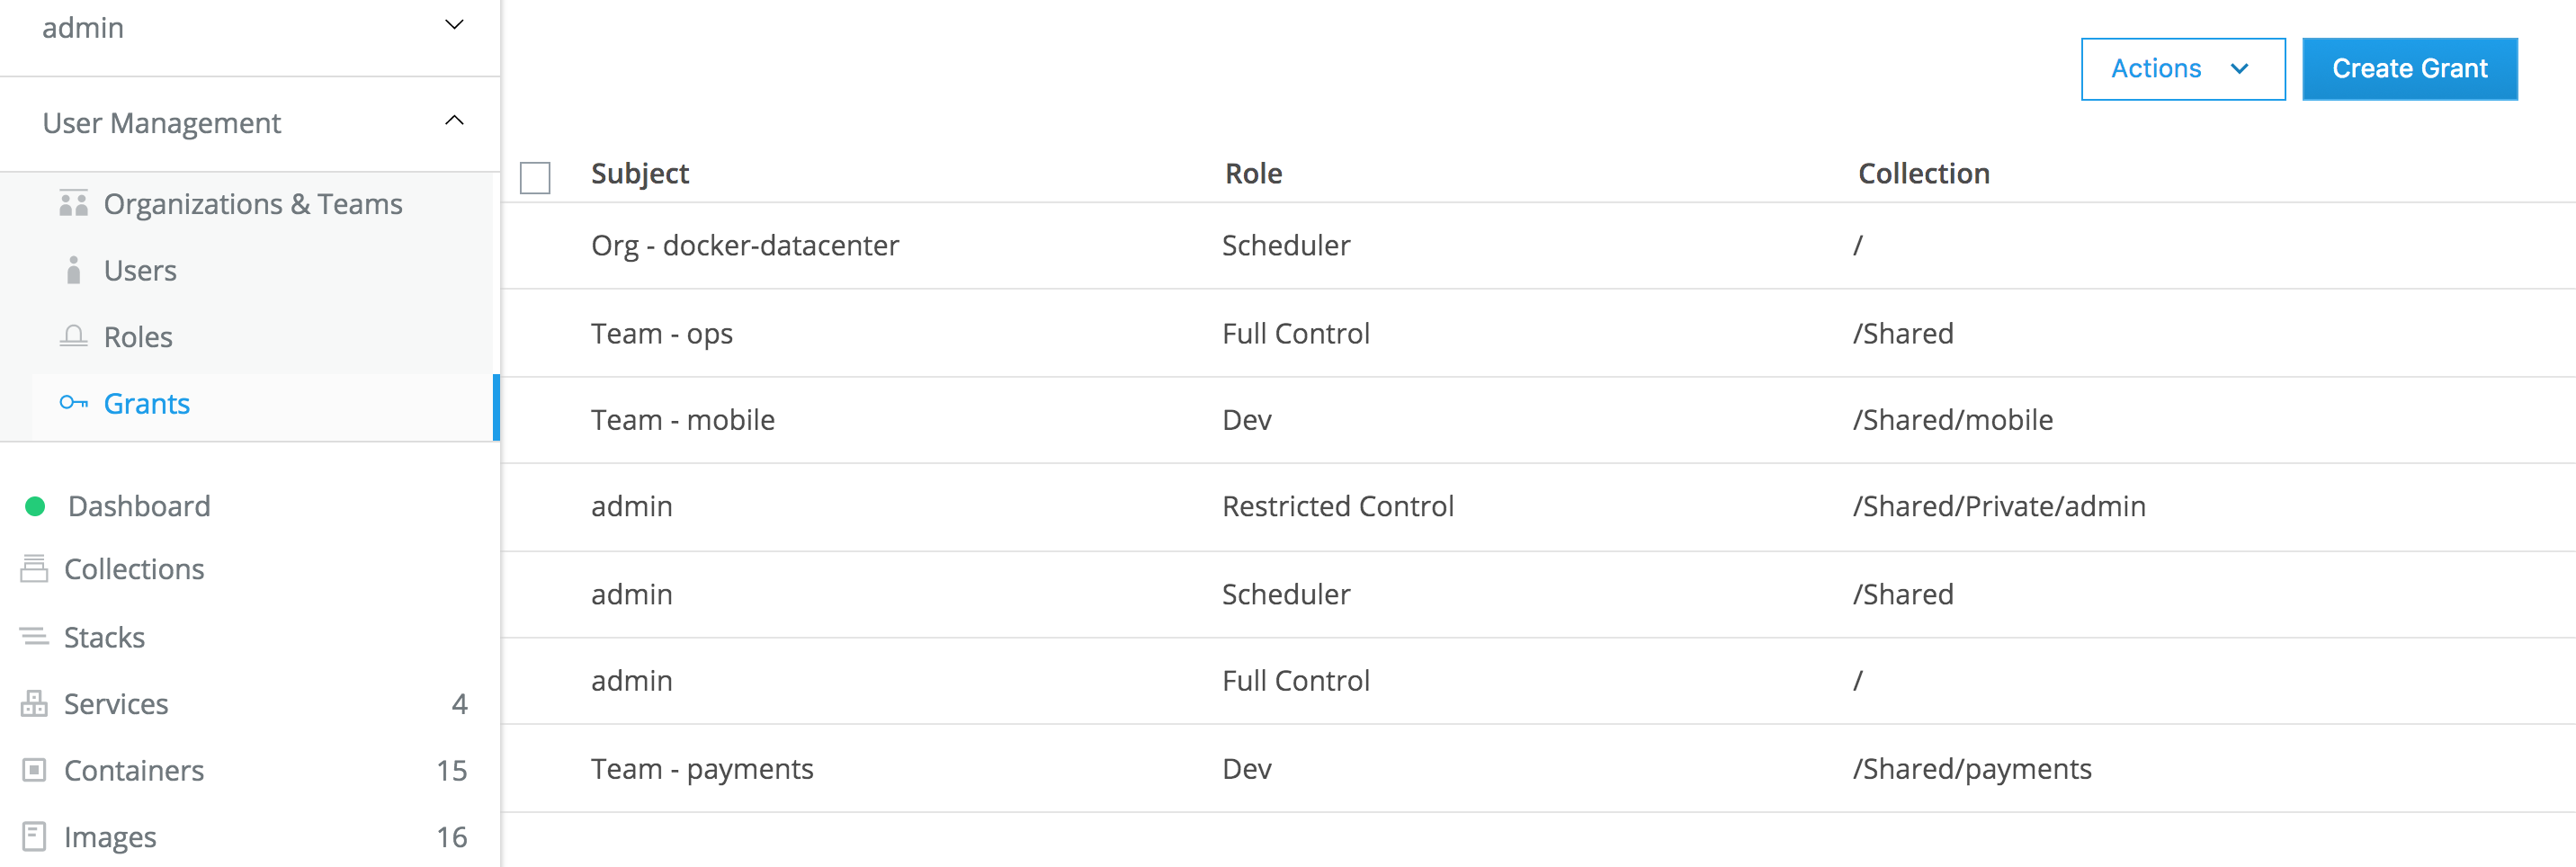 admin
User Management
Organizations & Teams
Users
Roles
Grants
Dashboard
Collections
Stacks
Services 4
Containers 15
Images 16
Actions Create Grant
Subject Role Collection
Org - docker-datacenter Scheduler /
Team - ops Full Control /Shared
Team - mobile Dev /Shared/mobile
admin Restricted Control /Shared/Private/admin
admin Scheduler /Shared
admin Full Control /
Team - payments Dev /Shared/payments